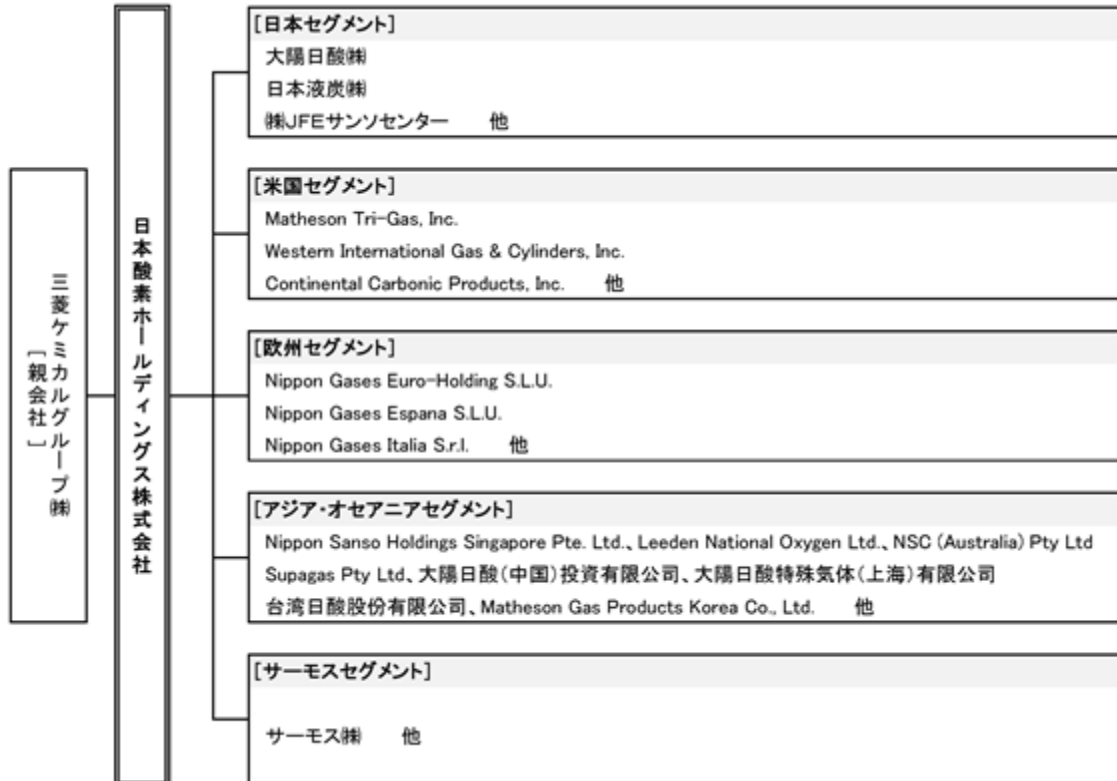 三菱ケミカルグループ㈱
［親会社］
日本酸素ホールディングス株式会社
[日本セグメント]
大陽日酸㈱
日本液炭㈱
㈱JFEサンソセンター　他
[米国セグメント]
Matheson Tri-Gas, Inc.
Western International Gas & Cylinders, Inc.
Continental Carbonic Products, Inc.　他
[欧州セグメント]
Nippon Gases Euro-Holding S.L.U.
Nippon Gases Espana S.L.U.
Nippon Gases Italia S.r.l.　他
[アジア・オセアニアセグメント]
Nippon Sanso Holdings Singapore Pte. Ltd.、Leeden National Oxygen Ltd.、NSC (Australia) Pty Ltd
Supagas Pty Ltd、大陽日酸(中国)投資有限公司、大陽日酸特殊気体(上海)有限公司
台湾日酸股份有限公司、Matheson Gas Products Korea Co., Ltd.　他
[サーモスセグメント]
サーモス㈱　他